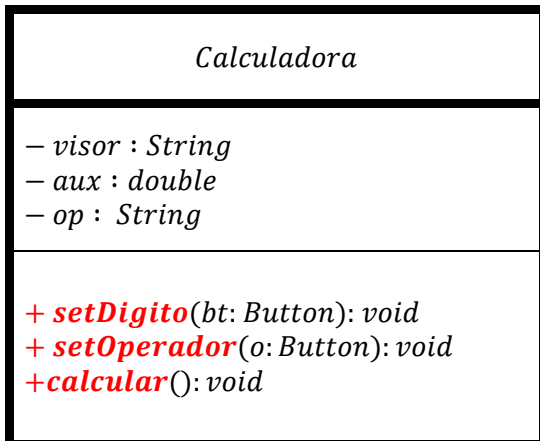 Calculadora
− visor : String
− aux : double
− op : String
+ setDigito(bt: Button): void
+ setOperador(o: Button): void
+calcular(): void